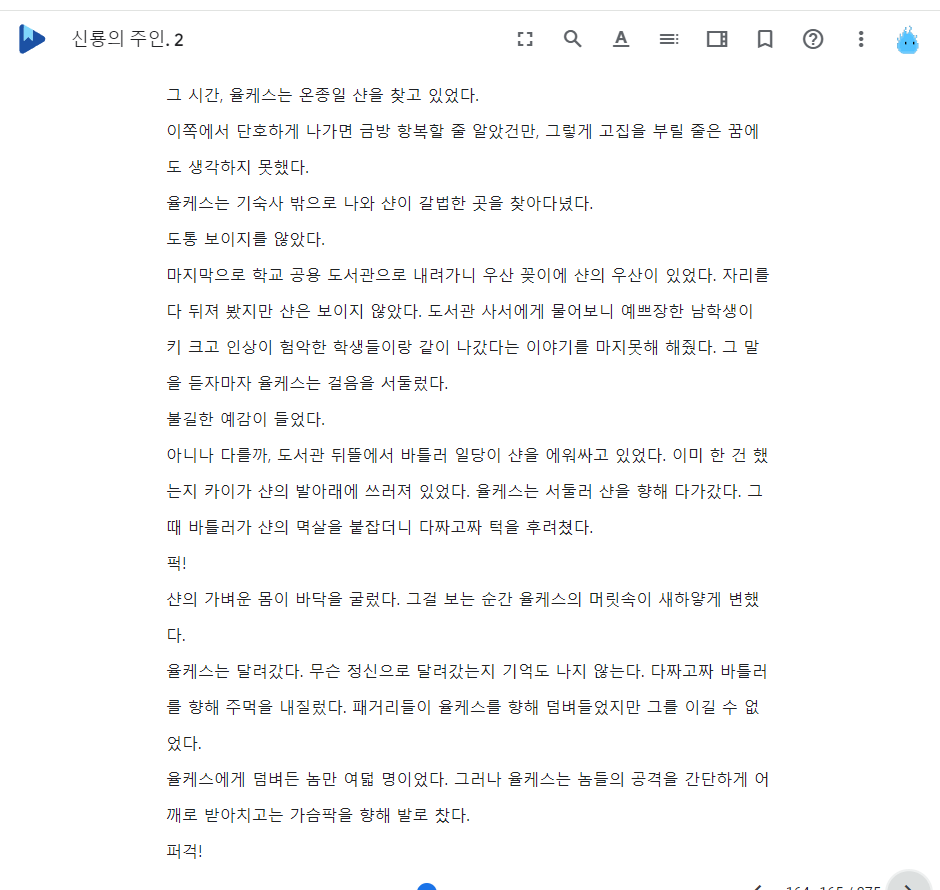 신룡의 주인. 2
그 시간, 율케스는 온종일 샨을 찾고 있었다.
이쪽에서 단호하게 나가면 금방 항복할 줄 알았건만, 그렇게 고집을 부릴 줄은 꿈에
도 생각하지 못했다.
율케스는 기숙사 밖으로 나와 샨이 갈법한 곳을 찾아다녔다.
도통 보이지를 않았다.
마지막으로 학교 공용 도서관으로 내려가니 우산 꽂이에 샨의 우산이 있었다. 자리를
다 뒤져 봤지만 샨은 보이지 않았다. 도서관 사서에게 물어보니 예쁘장한 남학생이
키 크고 인상이 험악한 학생들이랑 같이 나갔다는 이야기를 마지못해 해줬다. 그 말
을 듣자마자 율케스는 걸음을 서둘렀다.
불길한 예감이 들었다.
아니나 다를까, 도서관 뒤뜰에서 바틀러 일당이 샨을 에워싸고 있었다. 이미 한 건 했
는지 카이가 샨의 발아래에 쓰러져 있었다. 율케스는 서둘러 샨을 향해 다가갔다. 그
때 바틀러가 샨의 멱살을 붙잡더니 다짜고짜 턱을 후려쳤다.
퍽!
샨의 가벼운 몸이 바닥을 굴렀다. 그걸 보는 순간 율케스의 머릿속이 새하얗게 변했
다.
율케스는 달려갔다. 무슨 정신으로 달려갔는지 기억도 나지 않는다. 다짜고짜 바틀러
를 향해 주먹을 내질렀다. 패거리들이 율케스를 향해 덤벼들었지만 그를 이길 수 없
었다.
율케스에게 덤벼든 놈만 여덟 명이었다. 그러나 율케스는 놈들의 공격을 간단하게 어
깨로 받아치고는 가슴팍을 향해 발로 찼다.
퍼걱!